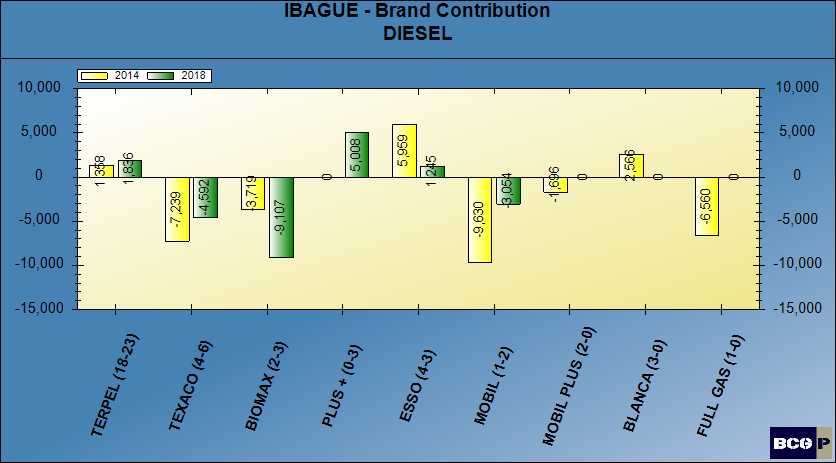 IBAGUE - Brand Contribution
DIESEL
2014 2018
10,000 10,000
5,000 5,000
0 0
-5,000 -5,000
-10,000 -10,000
-15,000 -15,000
1,358 1,836
-7,239 -4,592
-3,719 -9,107
0 5,008
5,959 1,245
-9,630 -3,054
-1,696 0
2,566 0
-6,560 0
TERPEL (18-23)
TEXACO (4-6)
BIOMAX (2-3)
PLUS + (0-3)
ESSO (4-3)
MOBIL (1-2)
MOBIL PLUS (2-0)
BLANCA (3-0)
FULL GAS (1-0)
BCO P